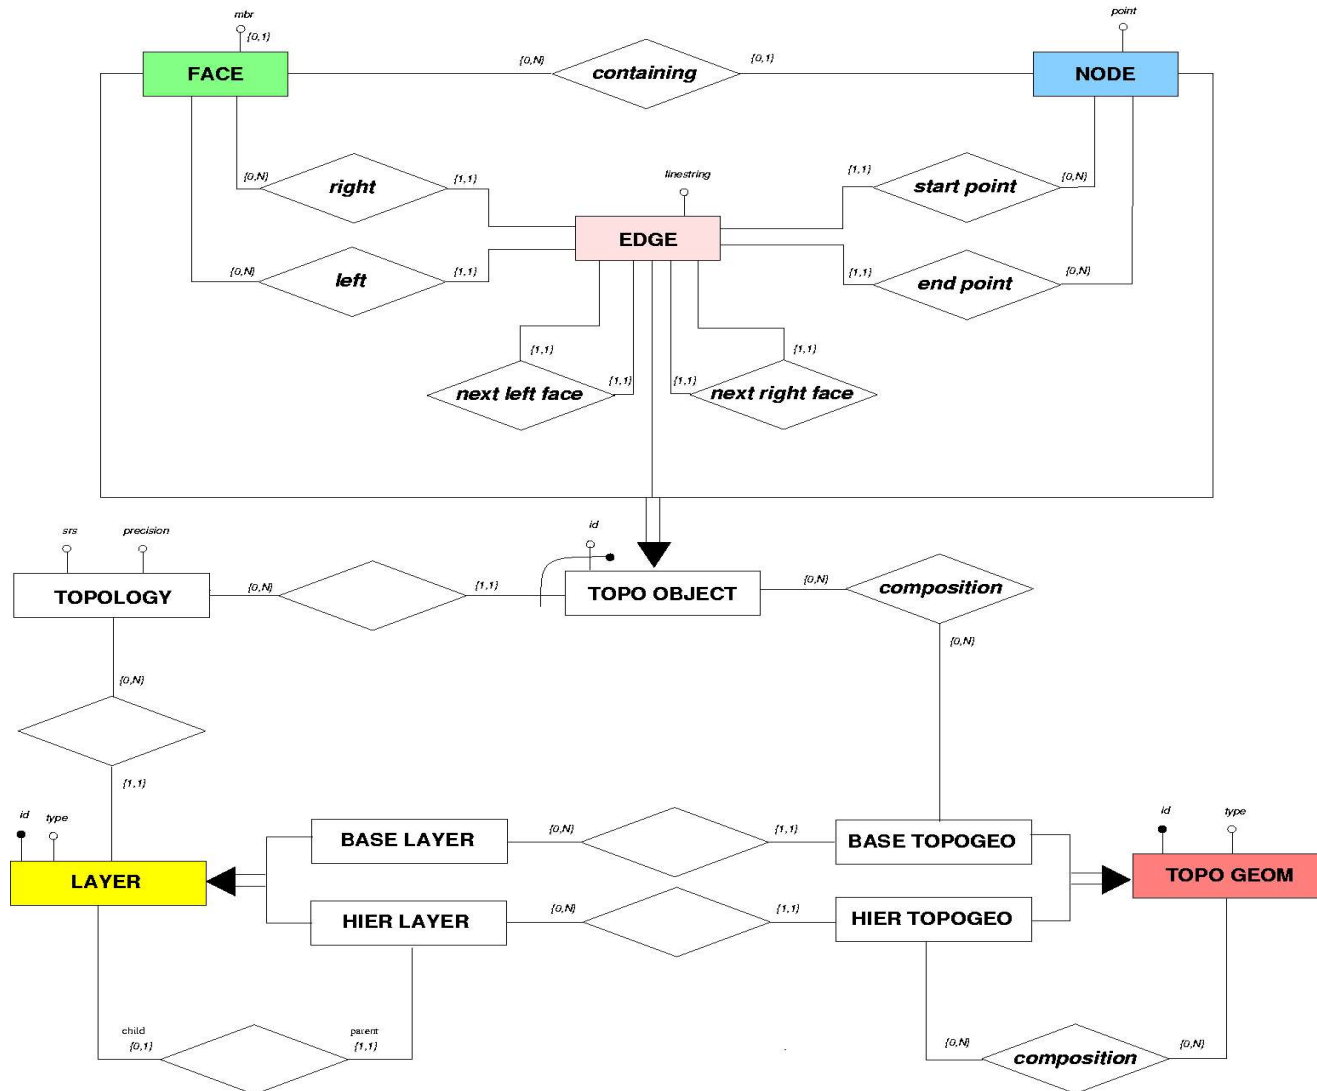 mbr
point
{0,1}
{0,N}
{0,1}
FACE
containing
NODE
{0,N}
right
{1,1}
linestring
{1,1}
start point
{0,N}
EDGE
{0,N}
left
{1,1}
{1,1}
end point
{0,N}
{1,1}
{1,1}
{1,1}
{1,1}
next left face
next right face
srs
precision
id
TOPOLOGY
{0,N}
{1,1}
TOPO OBJECT
{0,N}
composition
{0,N}
{0,N}
{1,1}
id
type
BASE LAYER
{0,N}
{1,1}
BASE TOPOGEO
id
type
LAYER
TOPO GEOM
HIER LAYER
{0,N}
{1,1}
HIER TOPOGEO
child
{0,1}
parent
{1,1}
{0,N}
composition
{0,N}